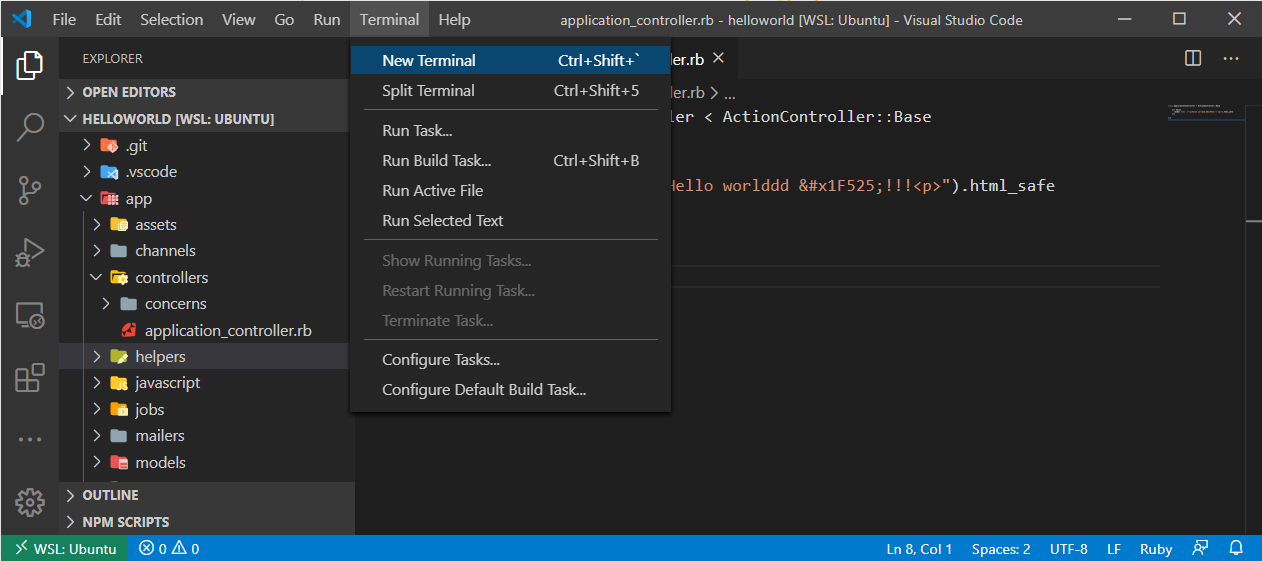 File Edit Selection View Go Run Terminal Help application_controller.rb - helloworld [WSL: Ubuntu] - Visual Studio Code
EXPLORER
OPEN EDITORS
HELLOWORLD [WSL: UBUNTU]
.git
.vscode
app
assets
channels
controllers
concerns
application_controller.rb
helpers
javascript
jobs
mailers
models
OUTLINE
NPM SCRIPTS
New Terminal Ctrl+Shift+`
Split Terminal Ctrl+Shift+5
Run Task...
Run Build Task... Ctrl+Shift+B
Run Active File
Run Selected Text
Show Running Tasks...
Restart Running Task...
Terminate Task...
Configure Tasks...
Configure Default Build Task...
ler.rb
ler.rb > ...
ler < ActionController::Base
Hello worlddd &#x1F525;!!!<p>").html_safe
WSL: Ubuntu 0 0 Ln 8, Col 1 Spaces: 2 UTF-8 LF Ruby